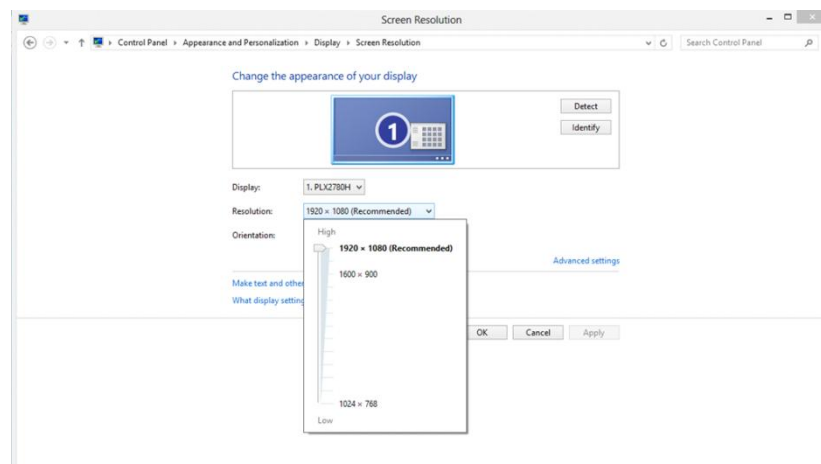 Screen Resolution
Control Panel ▸ Appearance and Personalization ▸ Display ▸ Screen Resolution
Search Control Panel
Change the appearance of your display
1
Detect
Identify
Display: 1. PLX2780H
Resolution: 1920 × 1080 (Recommended)
Orientation:
High
1920 × 1080 (Recommended)
1600 × 900
Advanced settings
Make text and other
What display setting
OK Cancel Apply
1024 × 768
Low